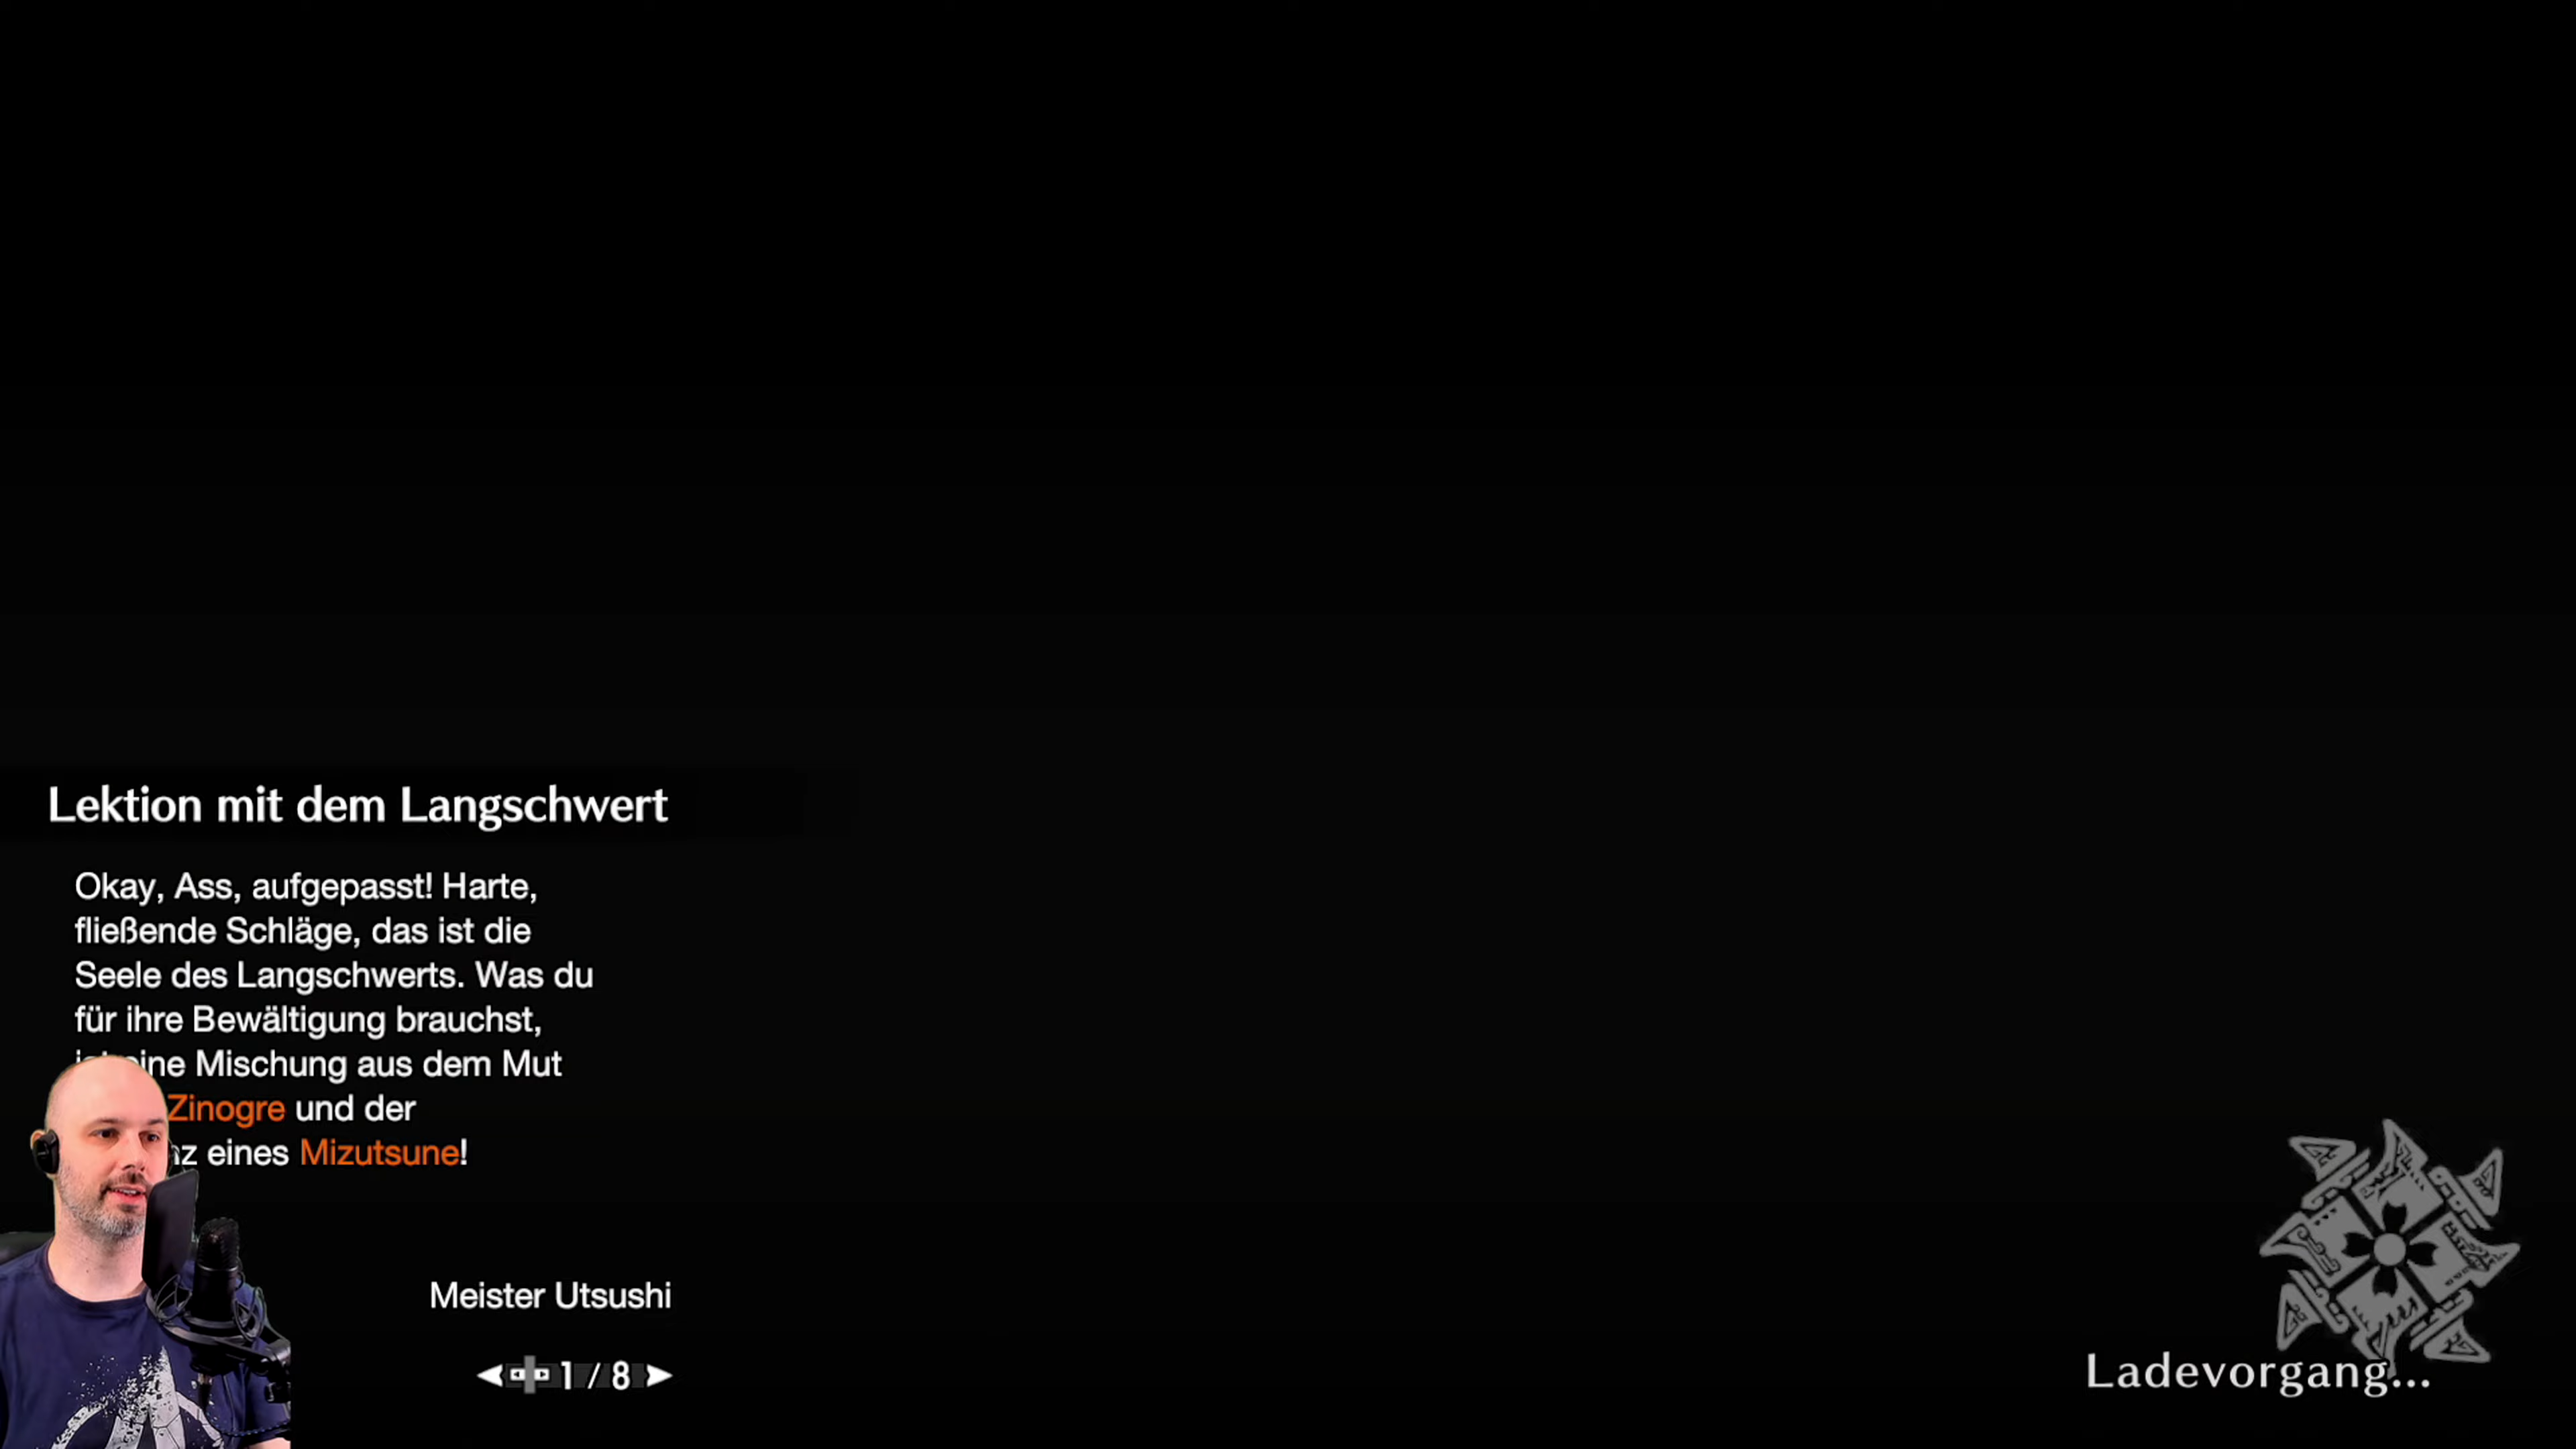 Lektion mit dem Langschwert
Okay, Ass, aufgepasst! Harte,
fließende Schläge, das ist die
Seele des Langschwerts. Was du
für ihre Bewältigung brauchst,
Mischung aus dem Mut
Zinogre und der
eines Mizutsune!
Meister Utsushi
1 / 8
Ladevorgang...